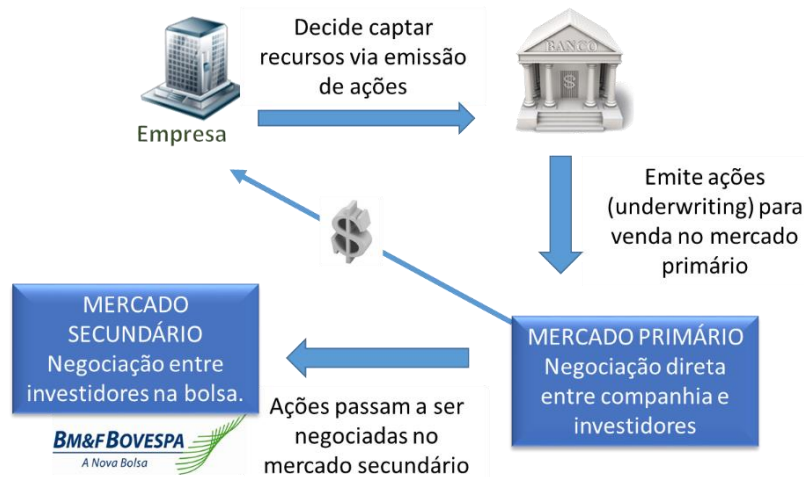 Decide captar
recursos via emissão
de ações
BANCO
$
Empresa
Emite ações
(underwriting) para
venda no mercado
primário
$
MERCADO
SECUNDÁRIO
Negociação entre
investidores na bolsa.
MERCADO PRIMÁRIO
Negociação direta
entre companhia e
investidores
Ações passam a ser
negociadas no
mercado secundário
BM&FBOVESPA
A Nova Bolsa